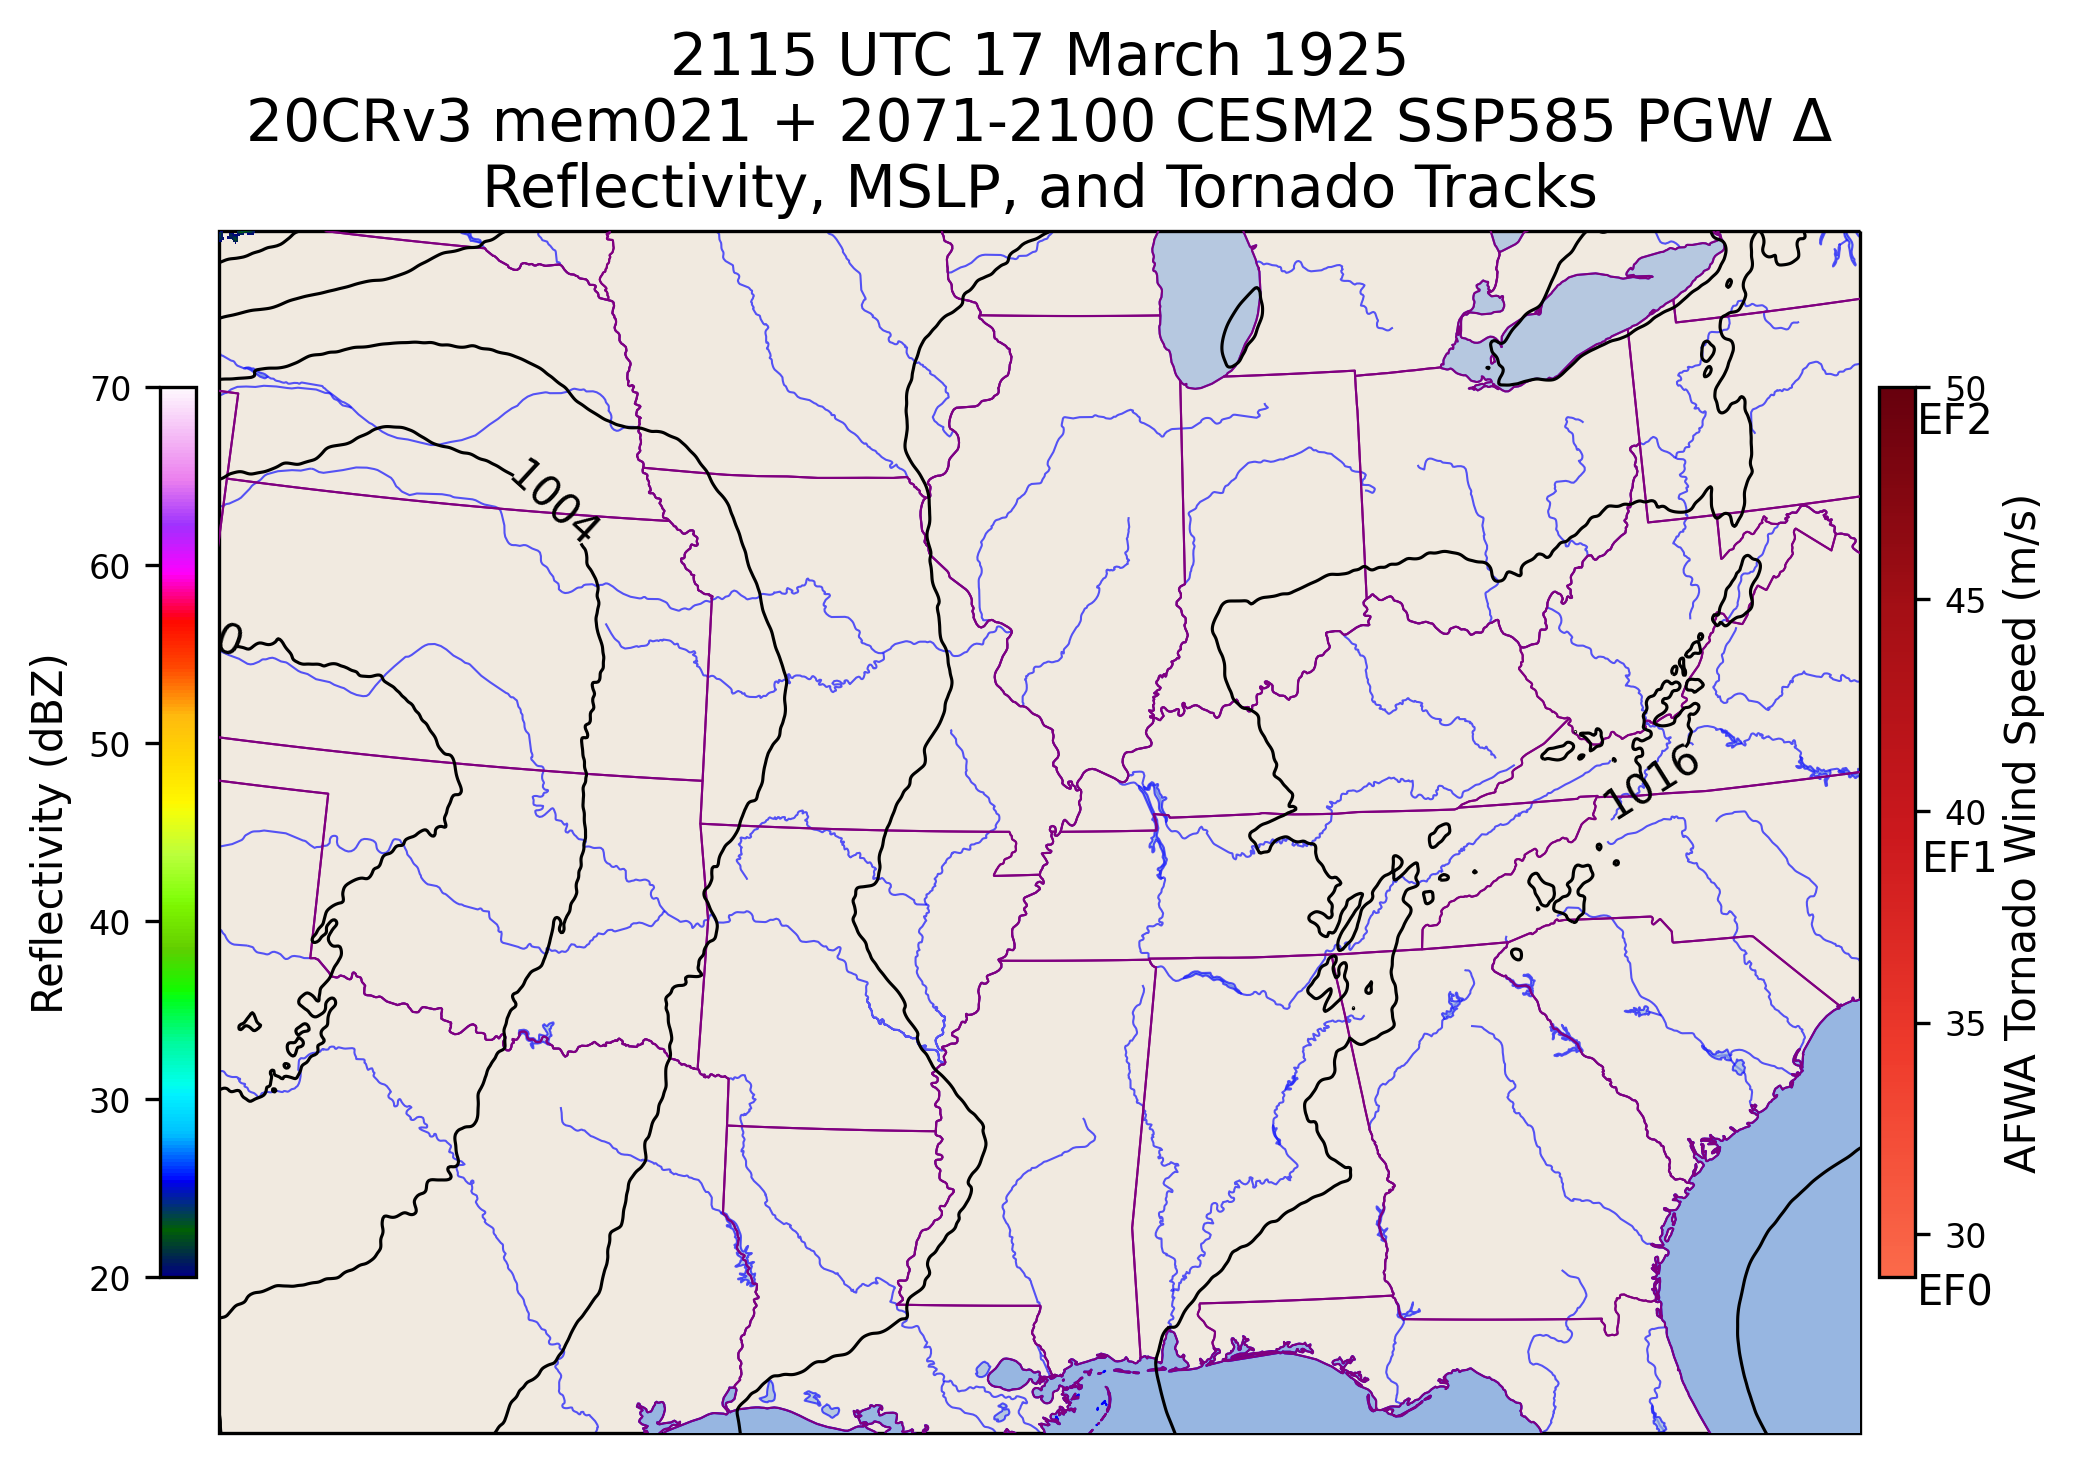 2115 UTC 17 March 1925
20CRv3 mem021 + 2071-2100 CESM2 SSP585 PGW Δ
Reflectivity, MSLP, and Tornado Tracks
70
60
50
40
30
20
Reflectivity (dBZ)
1004
0
1016
50
EF2
45
40
EF1
35
30
EF0
AFWA Tornado Wind Speed (m/s)